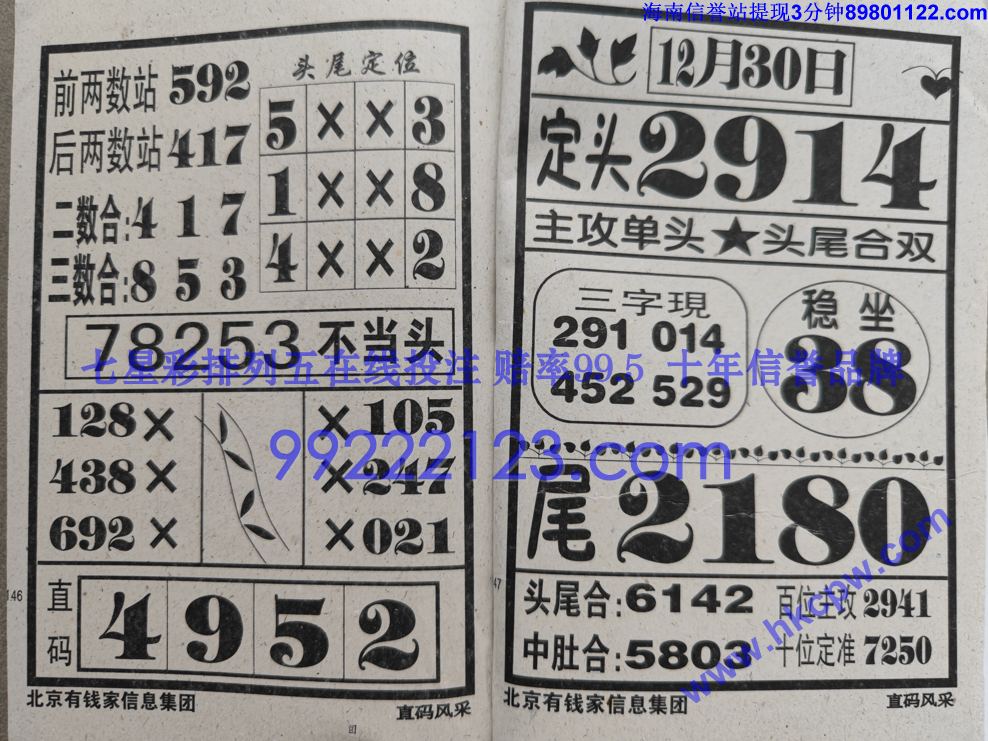 海南信誉站提现3分钟89801122.com
前两数站 592
后两数站 417
二数合:4 1 7
三数合:8 5 3
头尾定位
5 × × 3
1 × × 8
4 × × 2
78253 不当头
128×
438×
692×
×105
×247
×021
直码 4 9 5 2
146
北京有钱家信息集团 直码风采
12月30日
定头 2914
主攻单头★头尾合双
三字現
291 014
452 529
稳坐
38
尾 2180
头尾合:6142 百位主攻 2941
中肚合:5803 十位定准 7250
47
北京有钱家信息集团 直码风采
七星彩排列五在线投注 赔率99.5 十年信誉品牌
99222123.com
www.hkcpw.com